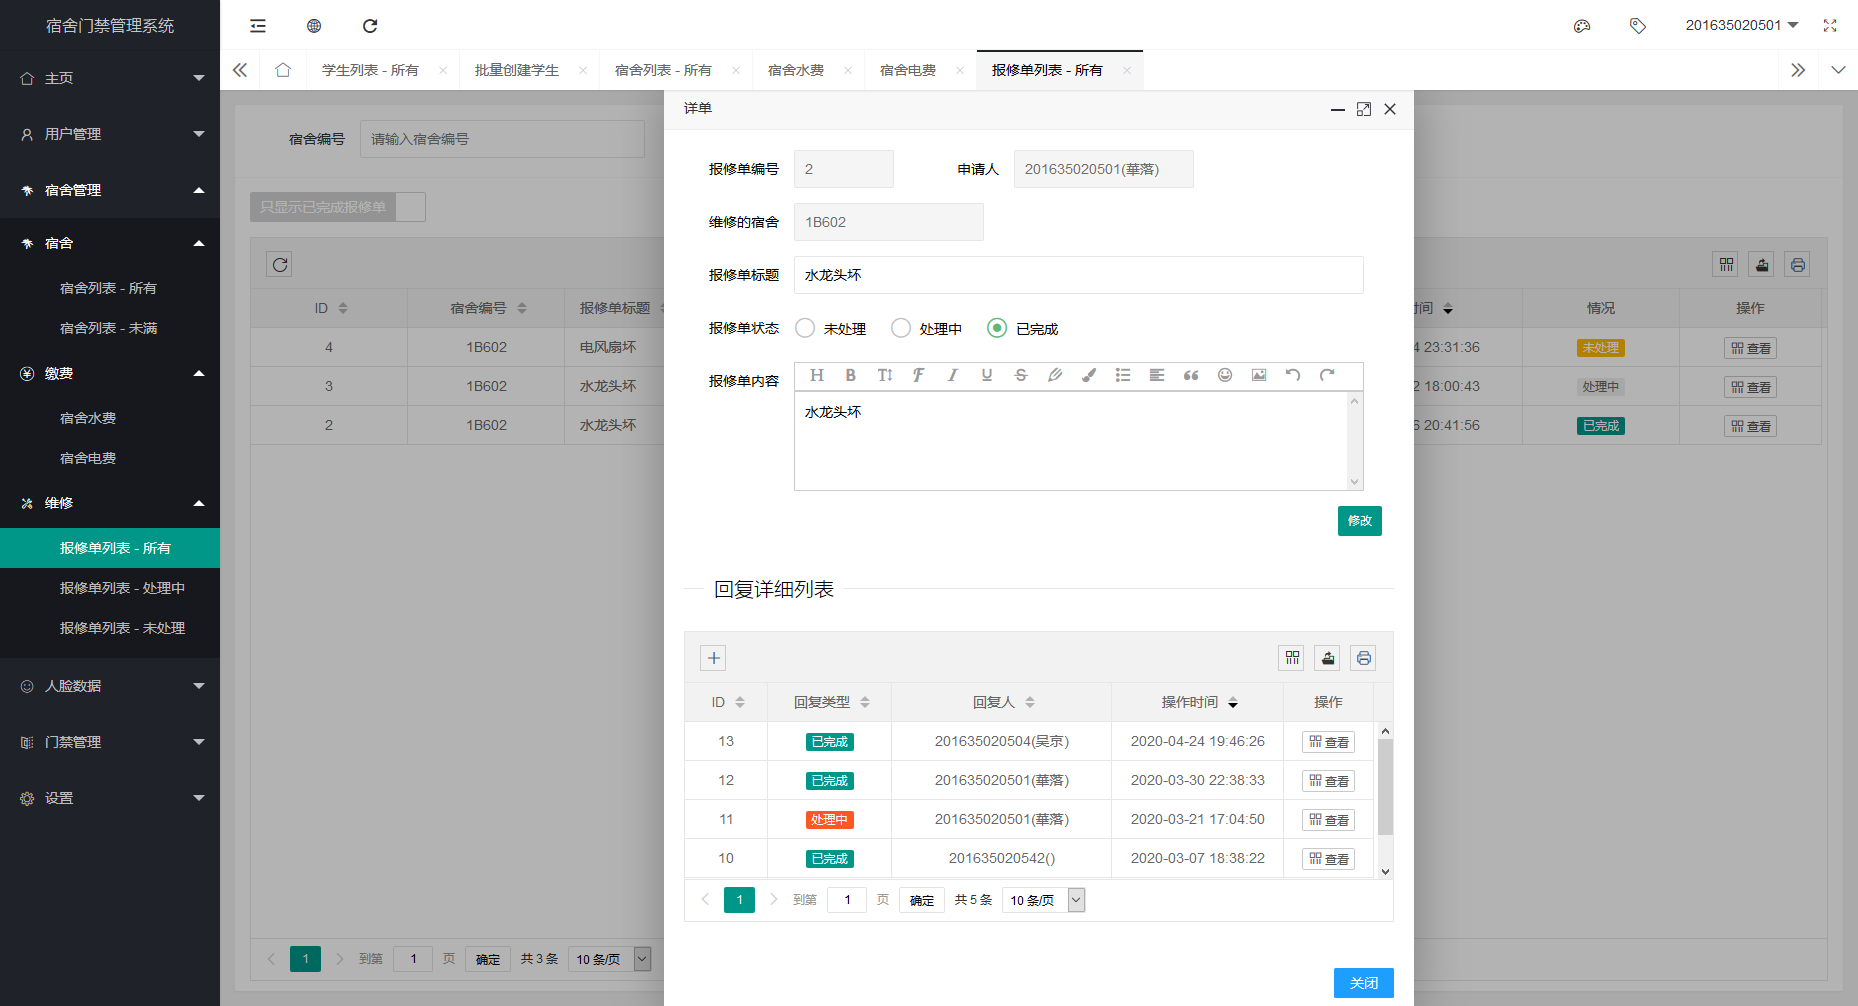 宿舍门禁管理系统
201635020501
学生列表 - 所有
批量创建学生
宿舍列表 - 所有
宿舍水费
宿舍电费
报修单列表 - 所有
主页
用户管理
宿舍管理
宿舍
宿舍列表 - 所有
宿舍列表 - 未满
缴费
宿舍水费
宿舍电费
维修
报修单列表 - 所有
报修单列表 - 处理中
报修单列表 - 未处理
人脸数据
门禁管理
设置
宿舍编号 请输入宿舍编号
只显示已完成报修单
ID 宿舍编号 报修单标题 时间 情况 操作
4 1B602 电风扇坏 4 23:31:36 未处理 查看
3 1B602 水龙头坏 2 18:00:43 处理中 查看
2 1B602 水龙头坏 20:41:56 已完成 查看
1 到第 1 页 确定 共 3 条 10 条/页
详单
报修单编号 2 申请人 201635020501(華落)
维修的宿舍 1B602
报修单标题 水龙头坏
报修单状态 未处理 处理中 已完成
报修单内容
水龙头坏
修改
回复详细列表
ID 回复类型 回复人 操作时间 操作
13 已完成 201635020504(吴京) 2020-04-24 19:46:26 查看
12 已完成 201635020501(華落) 2020-03-30 22:38:33 查看
11 处理中 201635020501(華落) 2020-03-21 17:04:50 查看
10 已完成 201635020542() 2020-03-07 18:38:22 查看
1 到第 1 页 确定 共 5 条 10 条/页
关闭